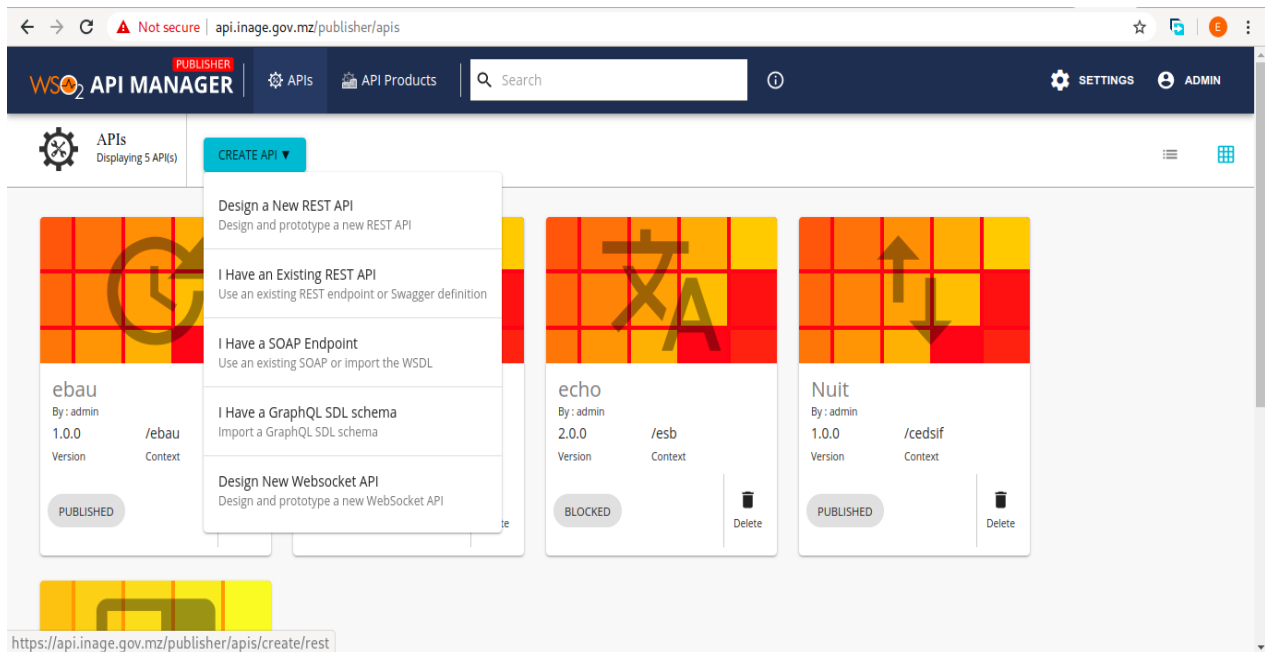 Not secure | api.inage.gov.mz/publisher/apis
E
WSO2 API MANAGER
PUBLISHER
APIs
API Products
Search
SETTINGS
ADMIN
APIs
Displaying 5 API(s)
CREATE API ▼
Design a New REST API
Design and prototype a new REST API
I Have an Existing REST API
Use an existing REST endpoint or Swagger definition
I Have a SOAP Endpoint
Use an existing SOAP or import the WSDL
I Have a GraphQL SDL schema
Import a GraphQL SDL schema
Design New Websocket API
Design and prototype a new WebSocket API
ebau
By : admin
1.0.0 /ebau
Version Context
PUBLISHED
文A
echo
By : admin
2.0.0 /esb
Version Context
BLOCKED
Delete
Nuit
By : admin
1.0.0 /cedsif
Version Context
PUBLISHED
Delete
https://api.inage.gov.mz/publisher/apis/create/rest